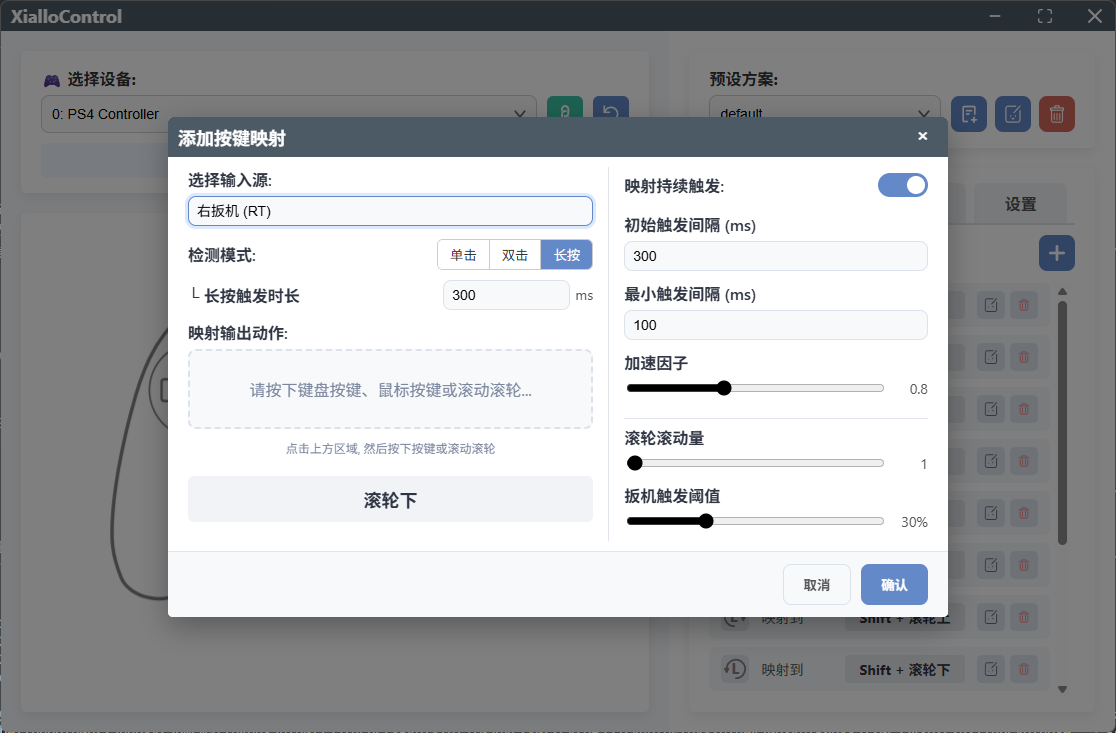 XialloControl
选择设备:
0: PS4 Controller
预设方案:
default
设置
添加按键映射
选择输入源:
右扳机 (RT)
检测模式:
单击 双击 长按
└ 长按触发时长
300 ms
映射输出动作:
请按下键盘按键、鼠标按键或滚动滚轮...
点击上方区域, 然后按下按键或滚动滚轮
滚轮下
映射持续触发:
初始触发间隔 (ms)
300
最小触发间隔 (ms)
100
加速因子
0.8
滚轮滚动量
1
扳机触发阈值
30%
取消 确认
映射到 Shift + 滚轮上
L 映射到 Shift + 滚轮下